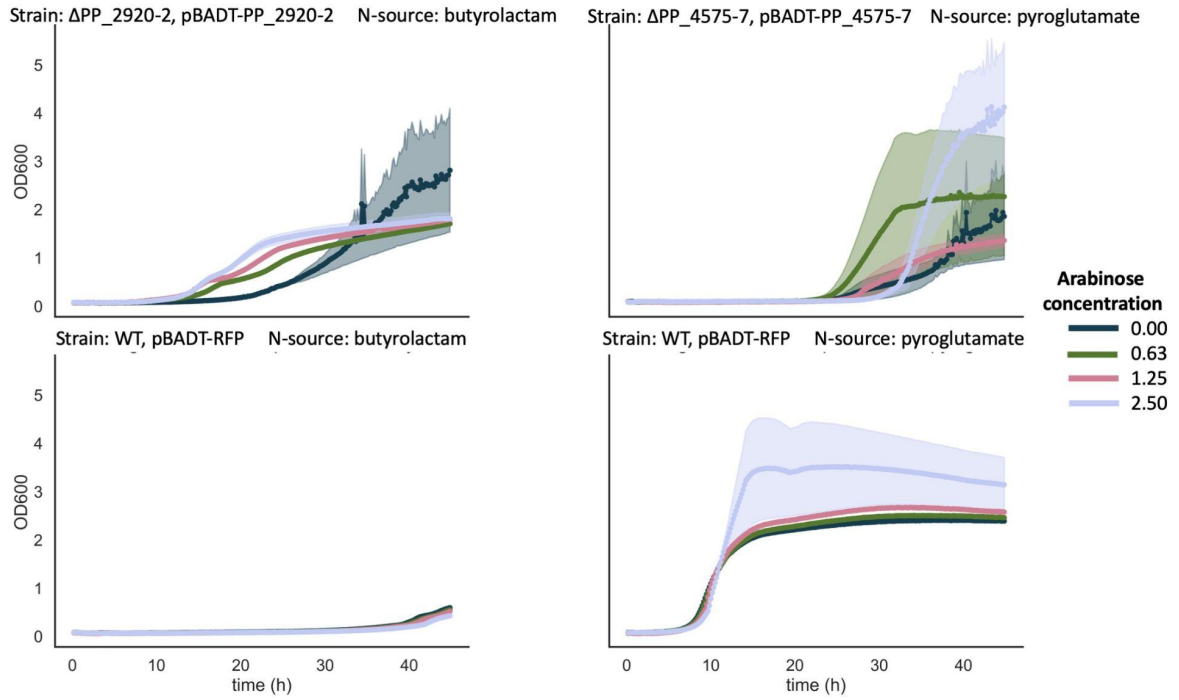 Strain: ΔPP_2920-2, pBADT-PP_2920-2 N-source: butyrolactam
Strain: ΔPP_4575-7, pBADT-PP_4575-7 N-source: pyroglutamate
OD600
5
4
3
2
1
0
Strain: WT, pBADT-RFP N-source: butyrolactam
Strain: WT, pBADT-RFP N-source: pyroglutamate
OD600
5
4
3
2
1
0
0 10 20 30 40
time (h)
0 10 20 30 40
time (h)
Arabinose
concentration
0.00
0.63
1.25
2.50